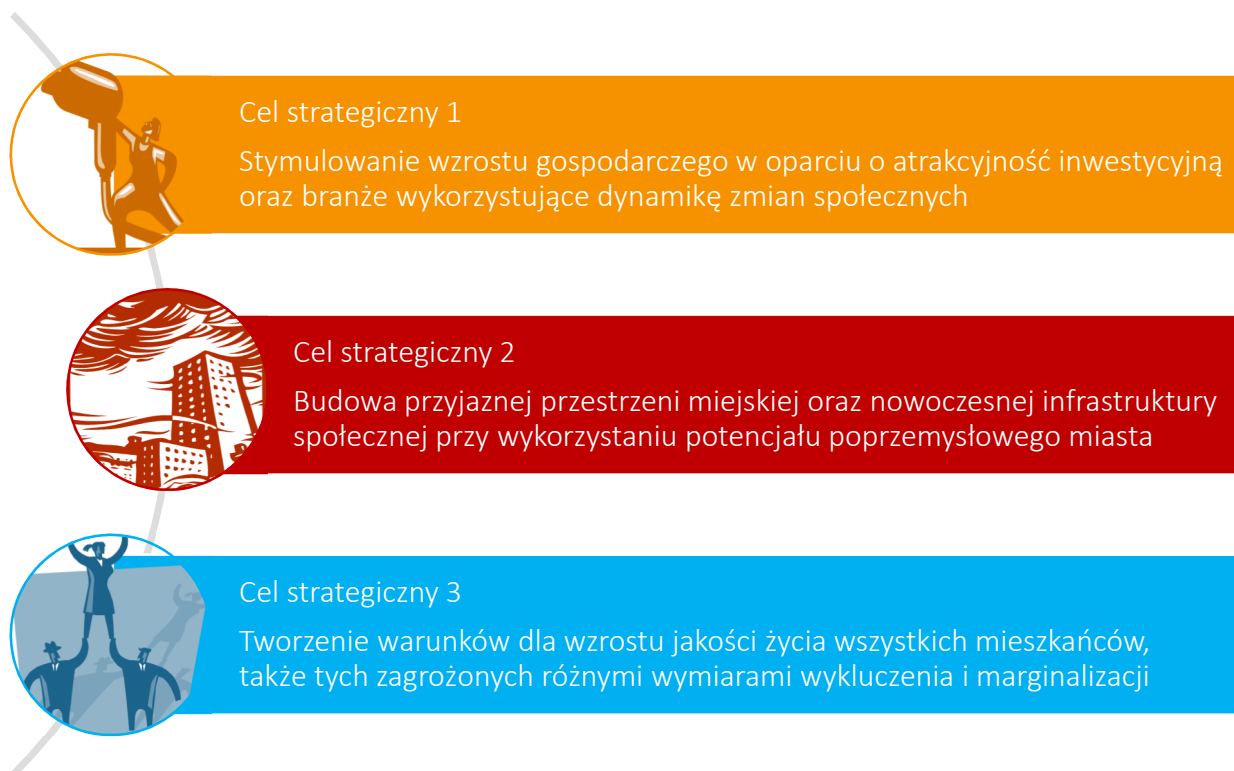 Cel strategiczny 1
Stymulowanie wzrostu gospodarczego w oparciu o atrakcyjność inwestycyjną
oraz branże wykorzystujące dynamikę zmian społecznych
Cel strategiczny 2
Budowa przyjaznej przestrzeni miejskiej oraz nowoczesnej infrastruktury
społecznej przy wykorzystaniu potencjału poprzemysłowego miasta
Cel strategiczny 3
Tworzenie warunków dla wzrostu jakości życia wszystkich mieszkańców,
także tych zagrożonych różnymi wymiarami wykluczenia i marginalizacji